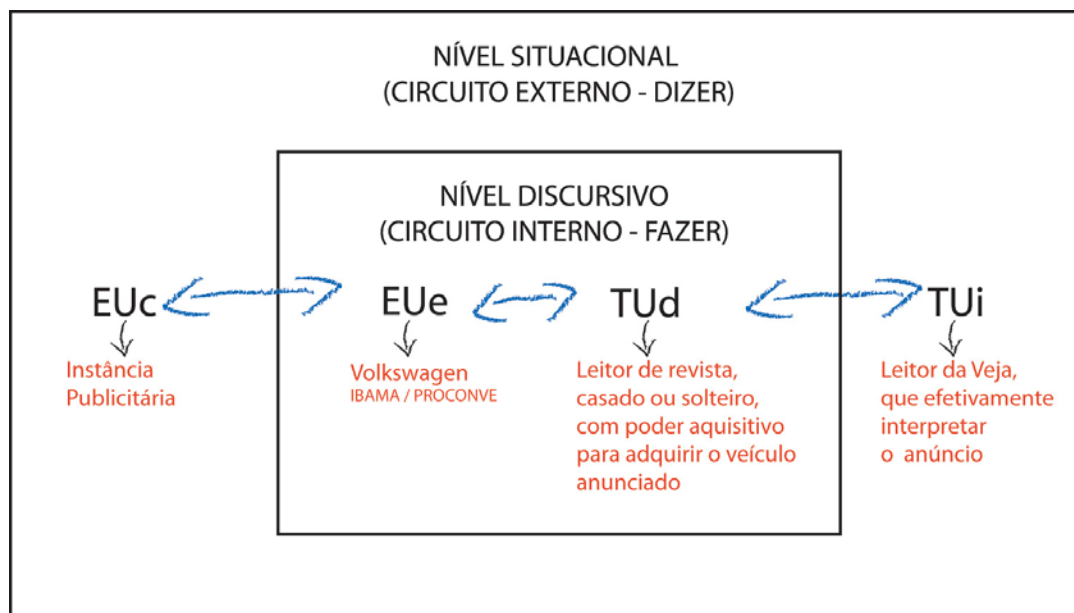 NÍVEL SITUACIONAL
(CIRCUITO EXTERNO - DIZER)
NÍVEL DISCURSIVO
(CIRCUITO INTERNO - FAZER)
EUc
EUe
TUd
TUi
Instância
Publicitária
Volkswagen
IBAMA / PROCONVE
Leitor de revista,
casado ou solteiro,
com poder aquisitivo
para adquirir o veículo
anunciado
Leitor da Veja,
que efetivamente
interpretar
o anúncio